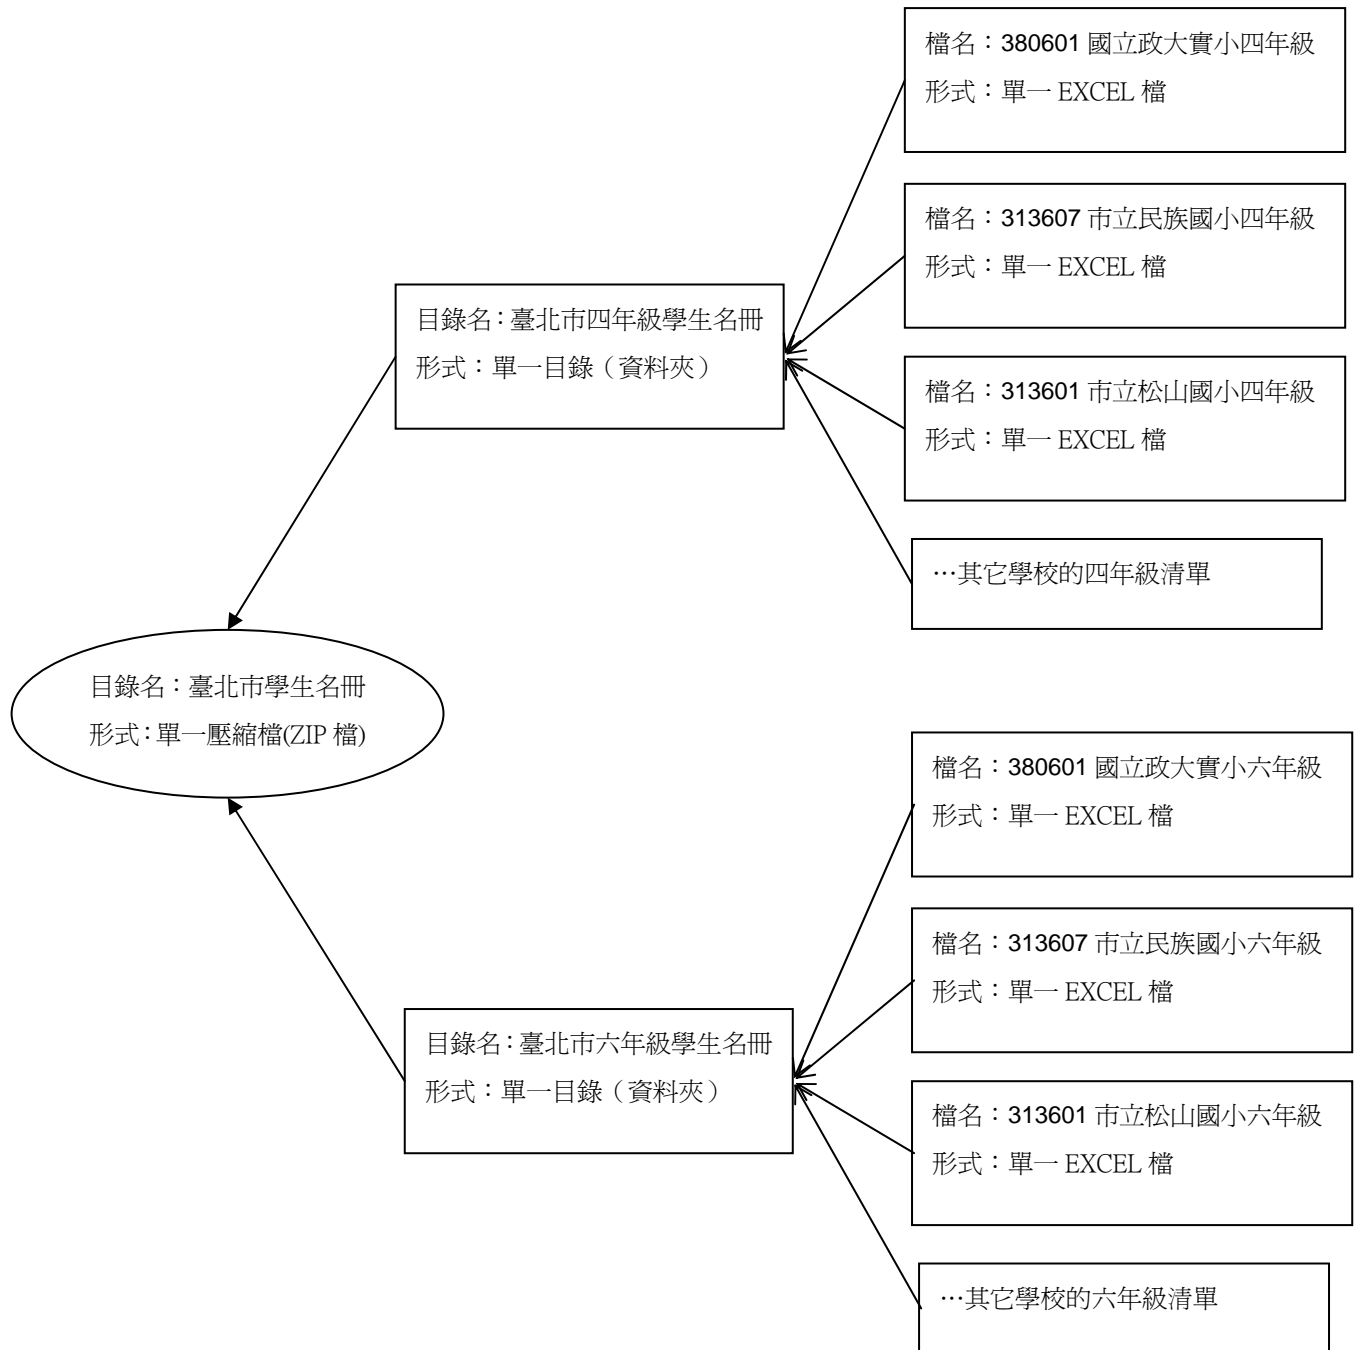 檔名：380601 國立政大實小四年級
形式：單一 EXCEL 檔
檔名：313607 市立民族國小四年級
形式：單一 EXCEL 檔
目錄名：臺北市四年級學生名冊
形式：單一目錄（資料夾）
檔名：313601 市立松山國小四年級
形式：單一 EXCEL 檔
…其它學校的四年級清單
目錄名：臺北市學生名冊
形式：單一壓縮檔(ZIP 檔)
檔名：380601 國立政大實小六年級
形式：單一 EXCEL 檔
檔名：313607 市立民族國小六年級
形式：單一 EXCEL 檔
目錄名：臺北市六年級學生名冊
形式：單一目錄（資料夾）
檔名：313601 市立松山國小六年級
形式：單一 EXCEL 檔
…其它學校的六年級清單